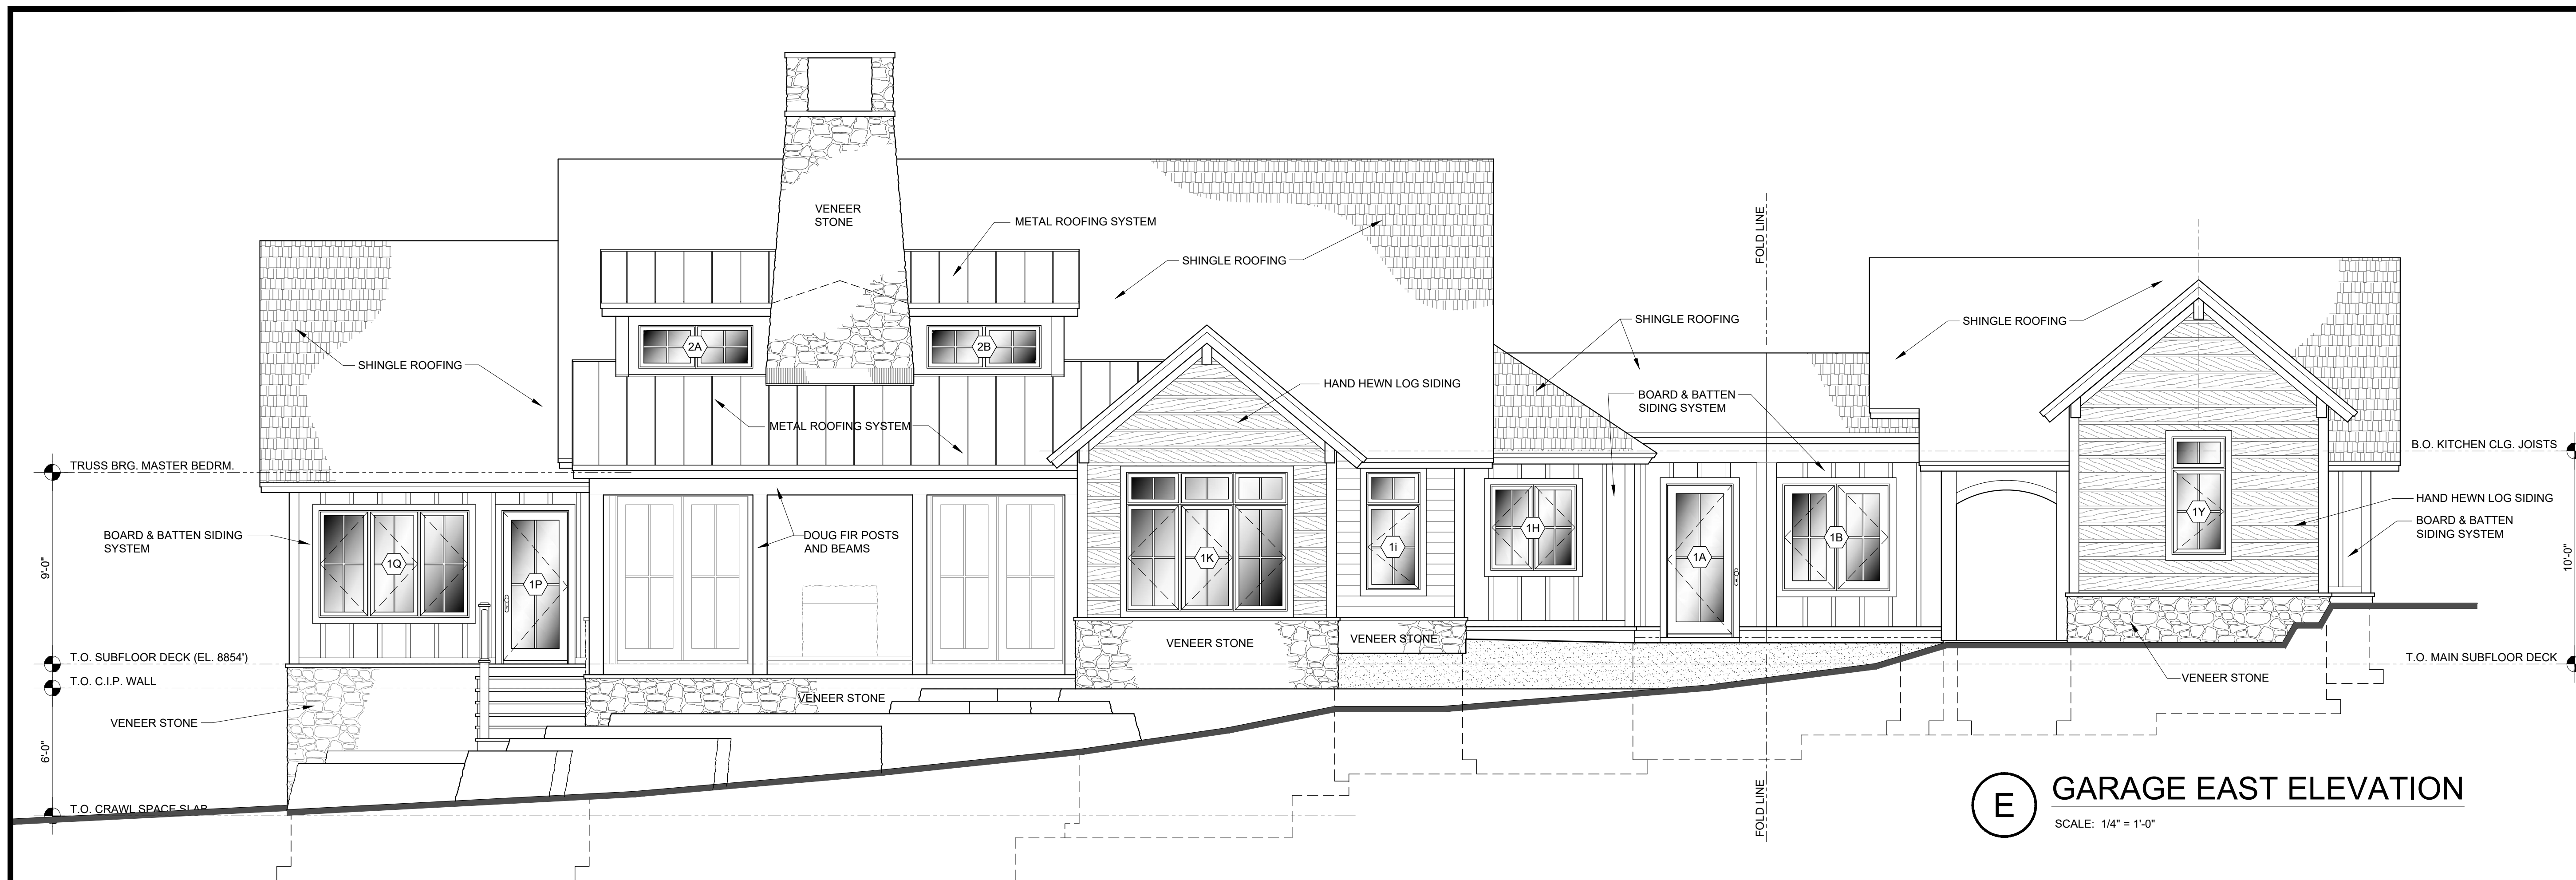 VENEER
STONE
METAL ROOFING SYSTEM
SHINGLE ROOFING
FOLD LINE
SHINGLE ROOFING
SHINGLE ROOFING
2A
2B
SHINGLE ROOFING
HAND HEWN LOG SIDING
BOARD & BATTEN
SIDING SYSTEM
METAL ROOFING SYSTEM
B.O. KITCHEN CLG. JOISTS
TRUSS BRG. MASTER BEDRM.
HAND HEWN LOG SIDING
1Y
BOARD & BATTEN
SIDING SYSTEM
BOARD & BATTEN SIDING
SYSTEM
DOUG FIR POSTS
AND BEAMS
1H
1B
1i
1K
1A
1Q
1P
9'-0"
10'-0"
VENEER STONE
VENEER STONE
T.O. SUBFLOOR DECK (EL. 8854')
T.O. MAIN SUBFLOOR DECK
T.O. C.I.P. WALL
VENEER STONE
VENEER STONE
VENEER STONE
6'-0"
T.O. CRAWL SPACE SLAB
FOLD LINE
E
GARAGE EAST ELEVATION
SCALE: 1/4" = 1'-0"